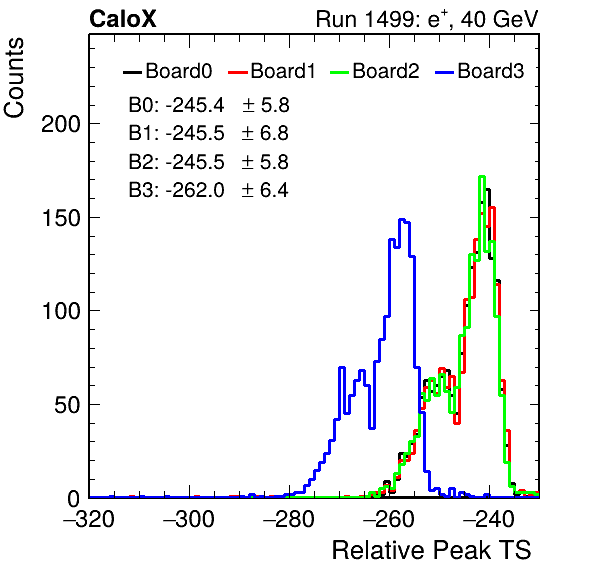 CaloX Run 1499: e⁺, 40 GeV
Counts
Board0 Board1 Board2 Board3
B0: -245.4 ± 5.8
B1: -245.5 ± 6.8
B2: -245.5 ± 5.8
B3: -262.0 ± 6.4
200
150
100
50
0
−320 −300 −280 −260 −240
Relative Peak TS